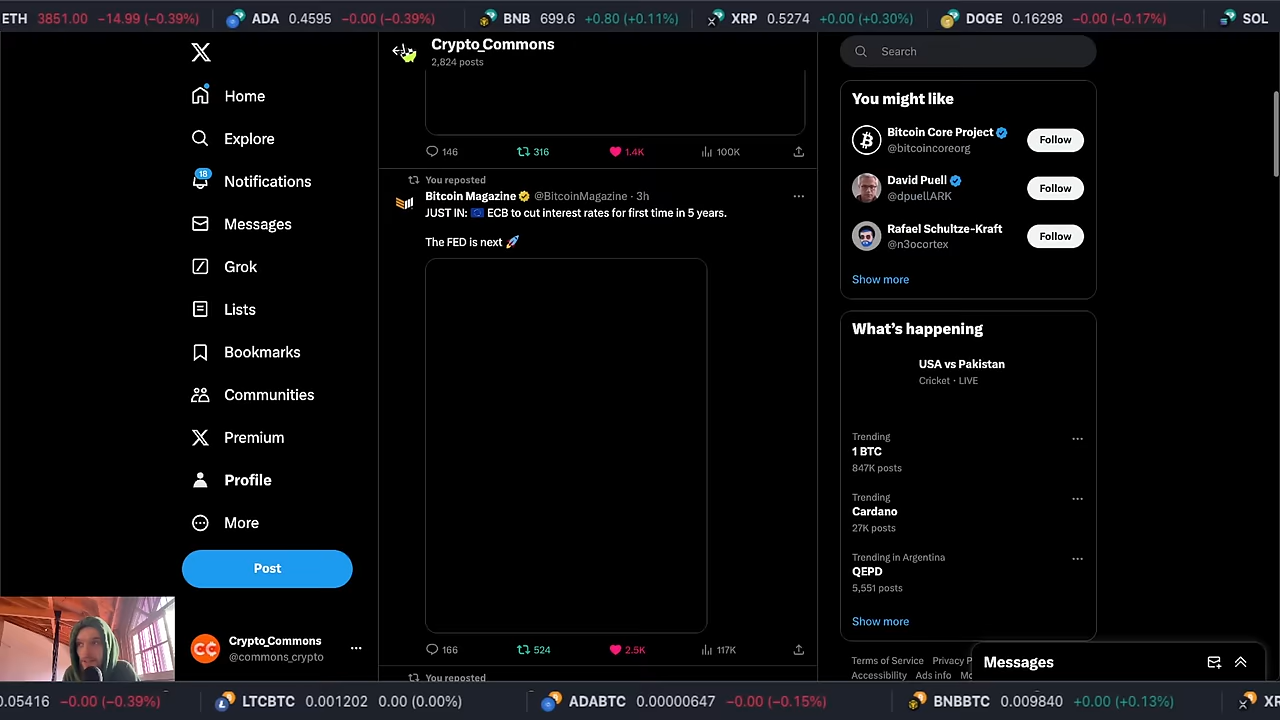 ETH 3851.00 -14.99 (-0.39%) ADA 0.4595 -0.00 (-0.39%) BNB 699.6 +0.80 (+0.11%) XRP 0.5274 +0.00 (+0.30%) DOGE 0.16298 -0.00 (-0.17%) SOL
Home
Explore
18
Notifications
Messages
Grok
Lists
Bookmarks
Communities
Premium
Profile
More
Post
Crypto_Commons
@commons_crypto
Crypto_Commons
2,824 posts
146 316 1.4K 100K
You reposted
Bitcoin Magazine @BitcoinMagazine · 3h
JUST IN: 🇪🇺 ECB to cut interest rates for first time in 5 years.
The FED is next 🚀
166 524 2.5K 117K
You reposted
Search
You might like
Bitcoin Core Project
@bitcoincoreorg
Follow
David Puell
@dpuellARK
Follow
Rafael Schultze-Kraft
@n3ocortex
Follow
Show more
What's happening
USA vs Pakistan
Cricket · LIVE
Trending
1 BTC
847K posts
Trending
Cardano
27K posts
Trending in Argentina
QEPD
5,551 posts
Show more
Terms of Service Privacy P
Accessibility Ads info Mo
Messages
0.05416 -0.00 (-0.39%) LTCBTC 0.001202 0.00 (0.00%) ADABTC 0.00000647 -0.00 (-0.15%) BNBBTC 0.009840 +0.00 (+0.13%) XR